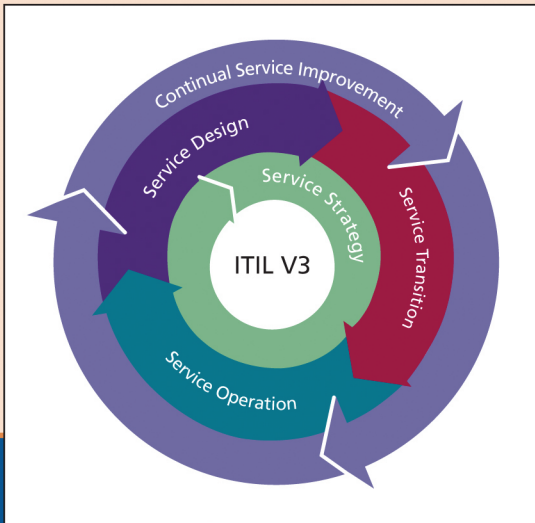 Continual Service Improvement
Service Design
Service Strategy
Service Transition
ITIL V3
Service Operation